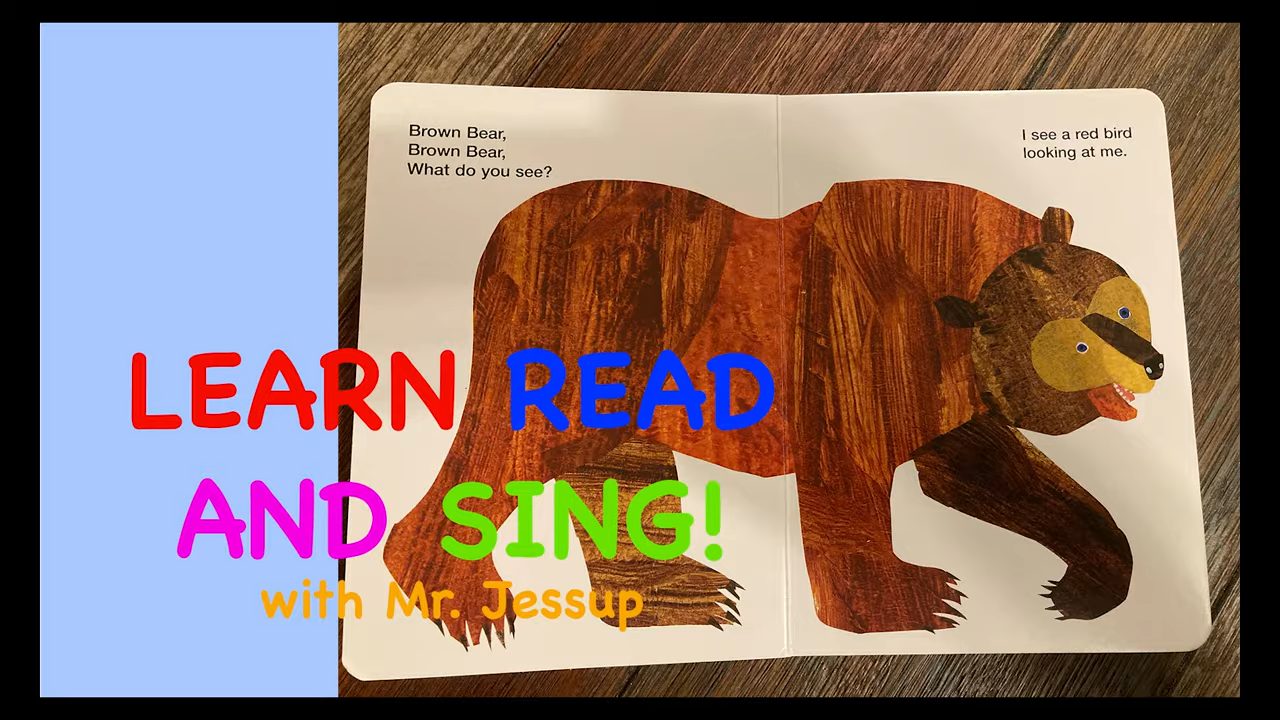 Brown Bear,
Brown Bear,
What do you see?
I see a red bird
looking at me.
LEARN READ
AND SING!
with Mr. Jessup